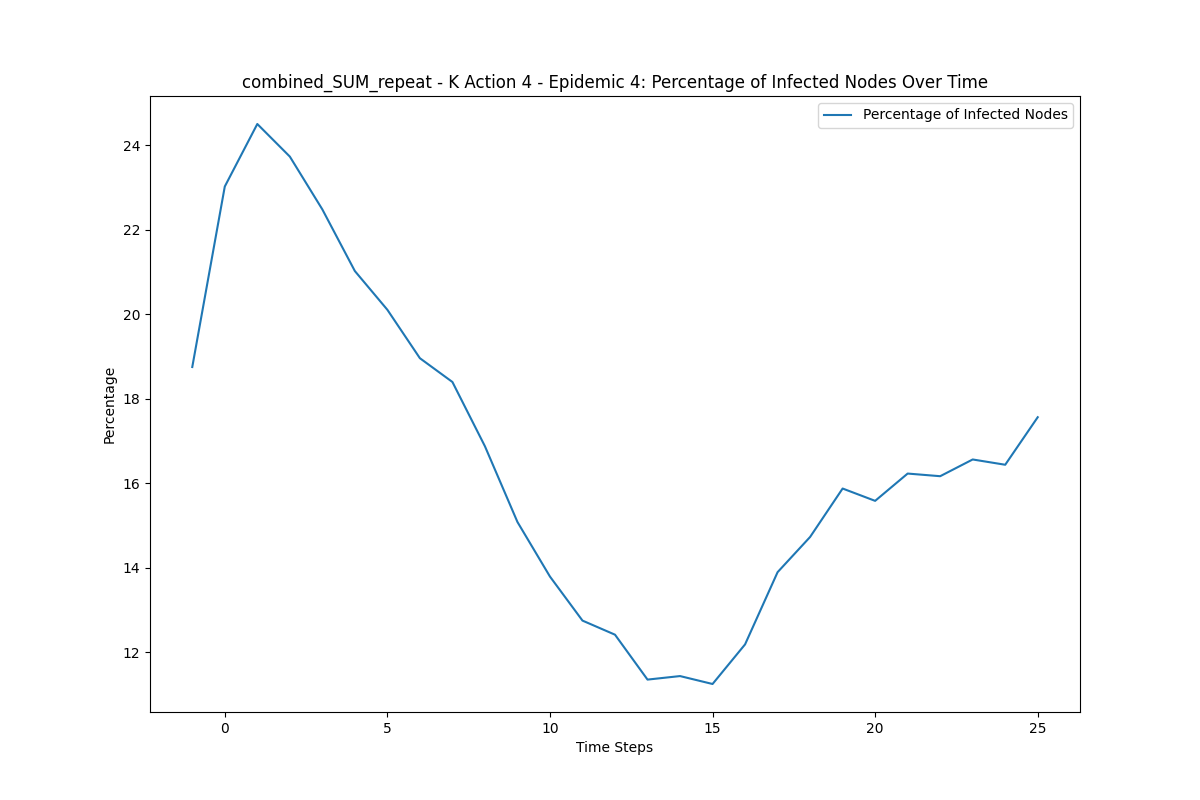 combined_SUM_repeat - K Action 4 - Epidemic 4: Percentage of Infected Nodes Over Time
Percentage of Infected Nodes
24
22
20
18
16
14
12
Percentage
0 5 10 15 20 25
Time Steps